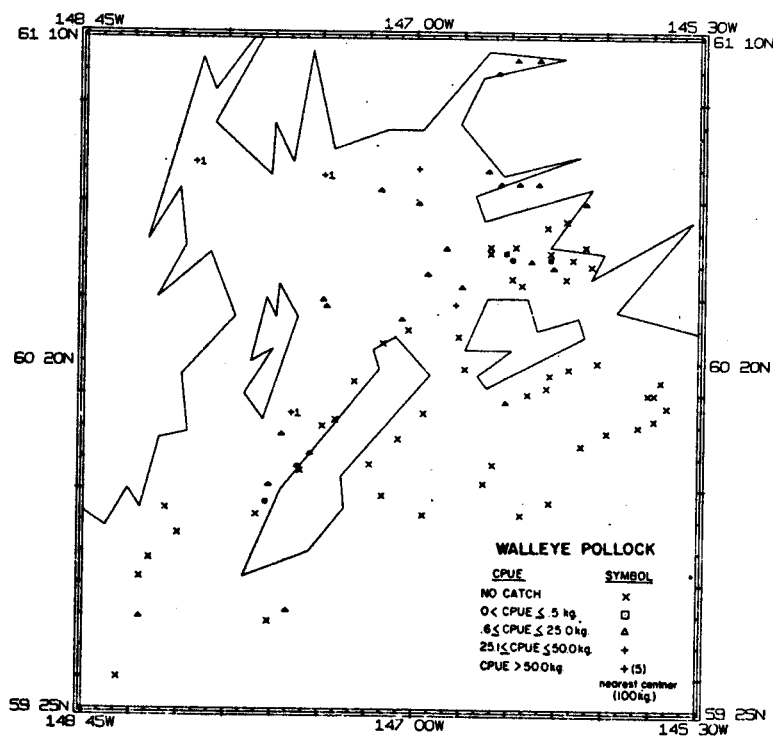 148 45W 147 00W 145 30W
61 10N 61 10N
+1 +1
60 20N 60 20N
+1
WALLEYE POLLOCK
CPUE SYMBOL
NO CATCH x
0 < CPUE ≤ .5 kg. □
.6 ≤ CPUE ≤ 25.0 kg. △
25.1 ≤ CPUE ≤ 50.0 kg. +
CPUE > 50.0 kg. + (5)
nearest centner
(100 kg.)
59 25N 59 25N
148 45W 147 00W 145 30W